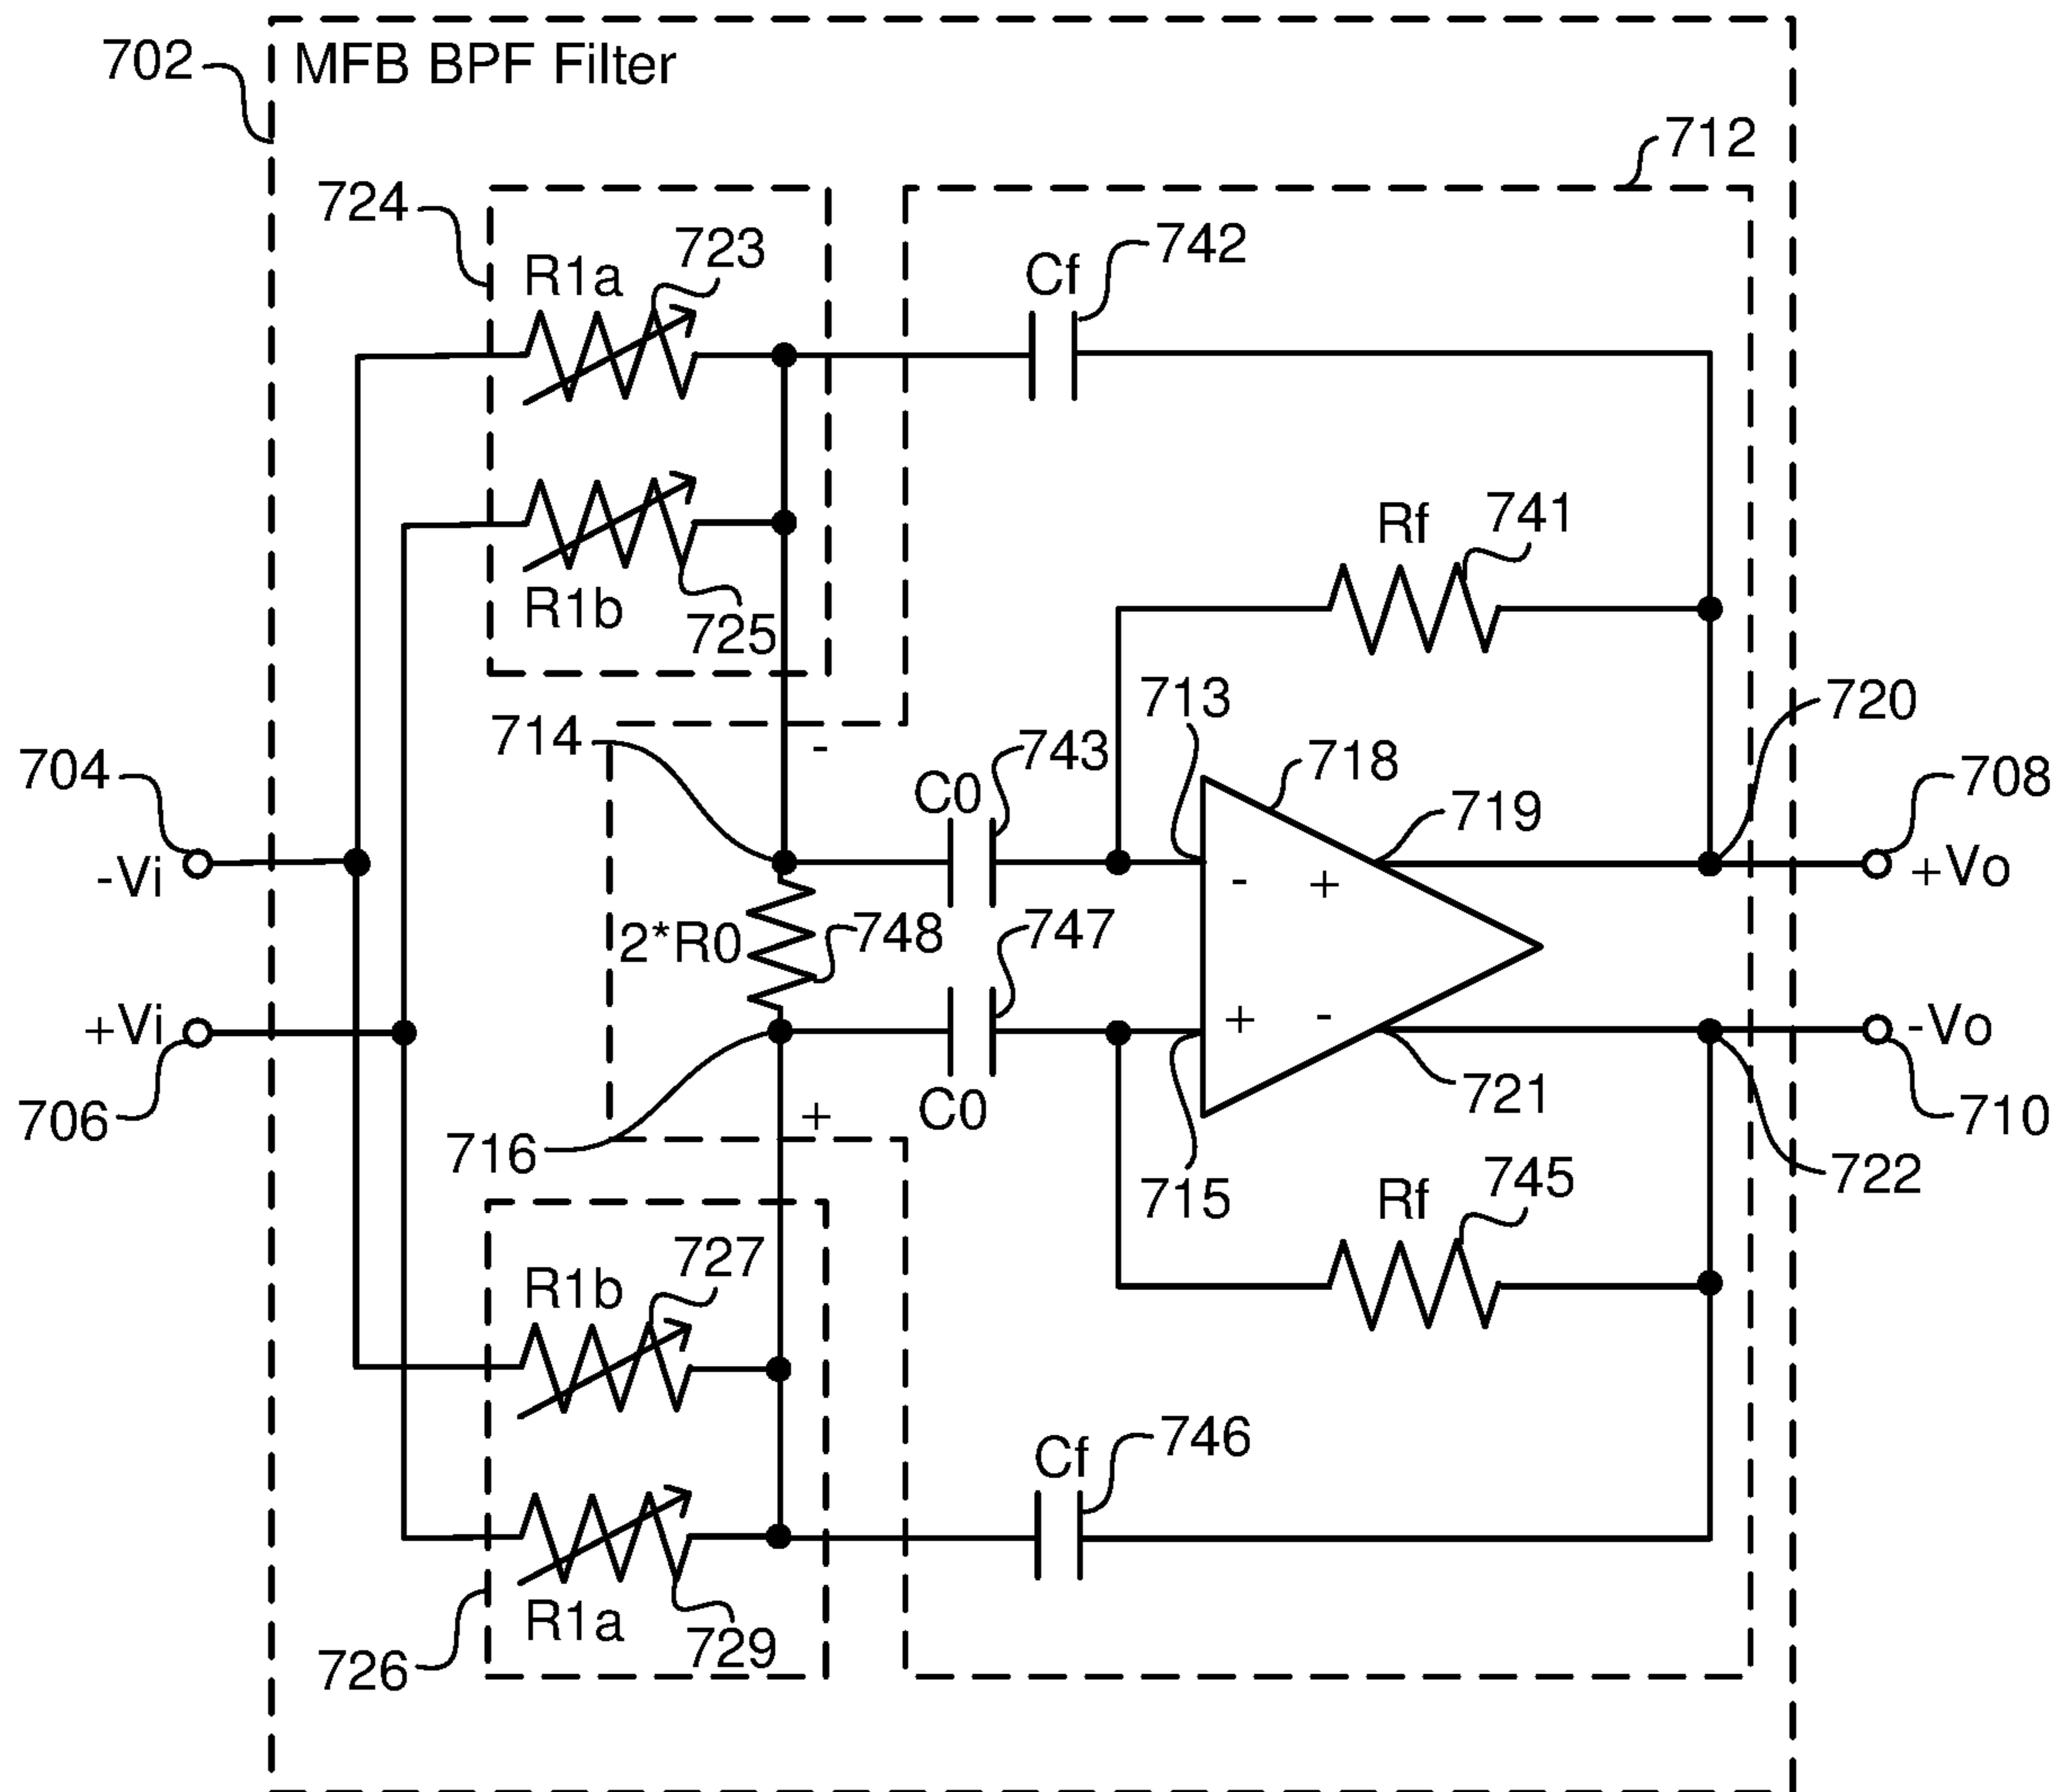 702
MFB BPF Filter
712
724
723
R1a
Cf
742
R1b
725
Rf
741
714
-
713
720
704
-Vi
C0
743
718
719
708
+Vo
- +
2*R0
748
747
+Vi
706
+ -
-Vo
710
716
+
C0
715
721
722
R1b
727
Rf
745
Cf
746
R1a
729
726